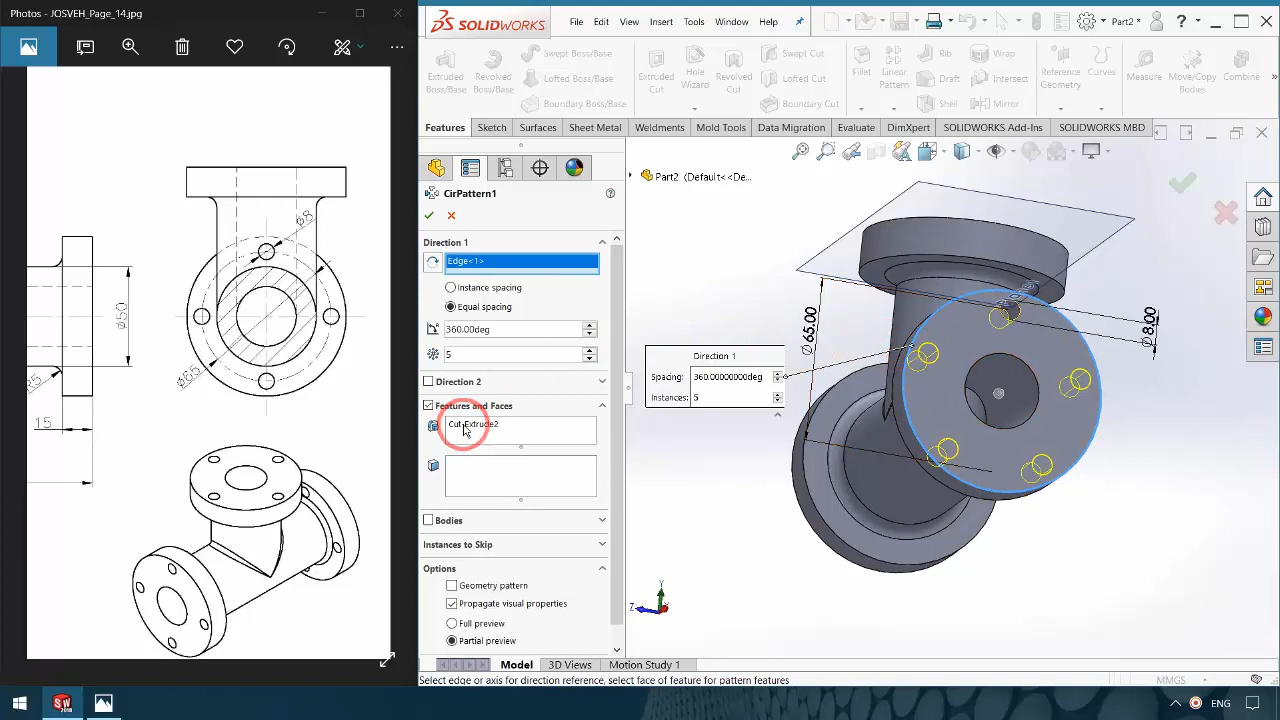 Photos - JOSVEH_Page_14.jpg
SOLIDWORKS
File Edit View Insert Tools Window Help
Part2
Extruded Boss/Base
Revolved Boss/Base
Swept Boss/Base
Lofted Boss/Base
Boundary Boss/Base
Extruded Cut
Hole Wizard
Revolved Cut
Swept Cut
Lofted Cut
Boundary Cut
Fillet
Linear Pattern
Rib
Draft
Shell
Wrap
Intersect
Mirror
Reference Geometry
Curves
Measure
Move/Copy Bodies
Combine
Features Sketch Surfaces Sheet Metal Weldments Mold Tools Data Migration Evaluate DimXpert SOLIDWORKS Add-Ins SOLIDWORKS MBD
Part2 (Default<<De...
CirPattern1
Direction 1
Edge<1>
Instance spacing
Equal spacing
360.00deg
5
Direction 2
Features and Faces
Cut-Extrude2
Bodies
Instances to Skip
Options
Geometry pattern
Propagate visual properties
Full preview
Partial preview
Direction 1
Spacing: 360.00000000deg
Instances: 5
Ø65.00
Ø8.00
Ø8
Ø50
Ø65
R5
15
Y
Z
Model 3D Views Motion Study 1
Select edge or axis for direction reference, select face of feature for pattern features
MMGS
SW
2018
ENG